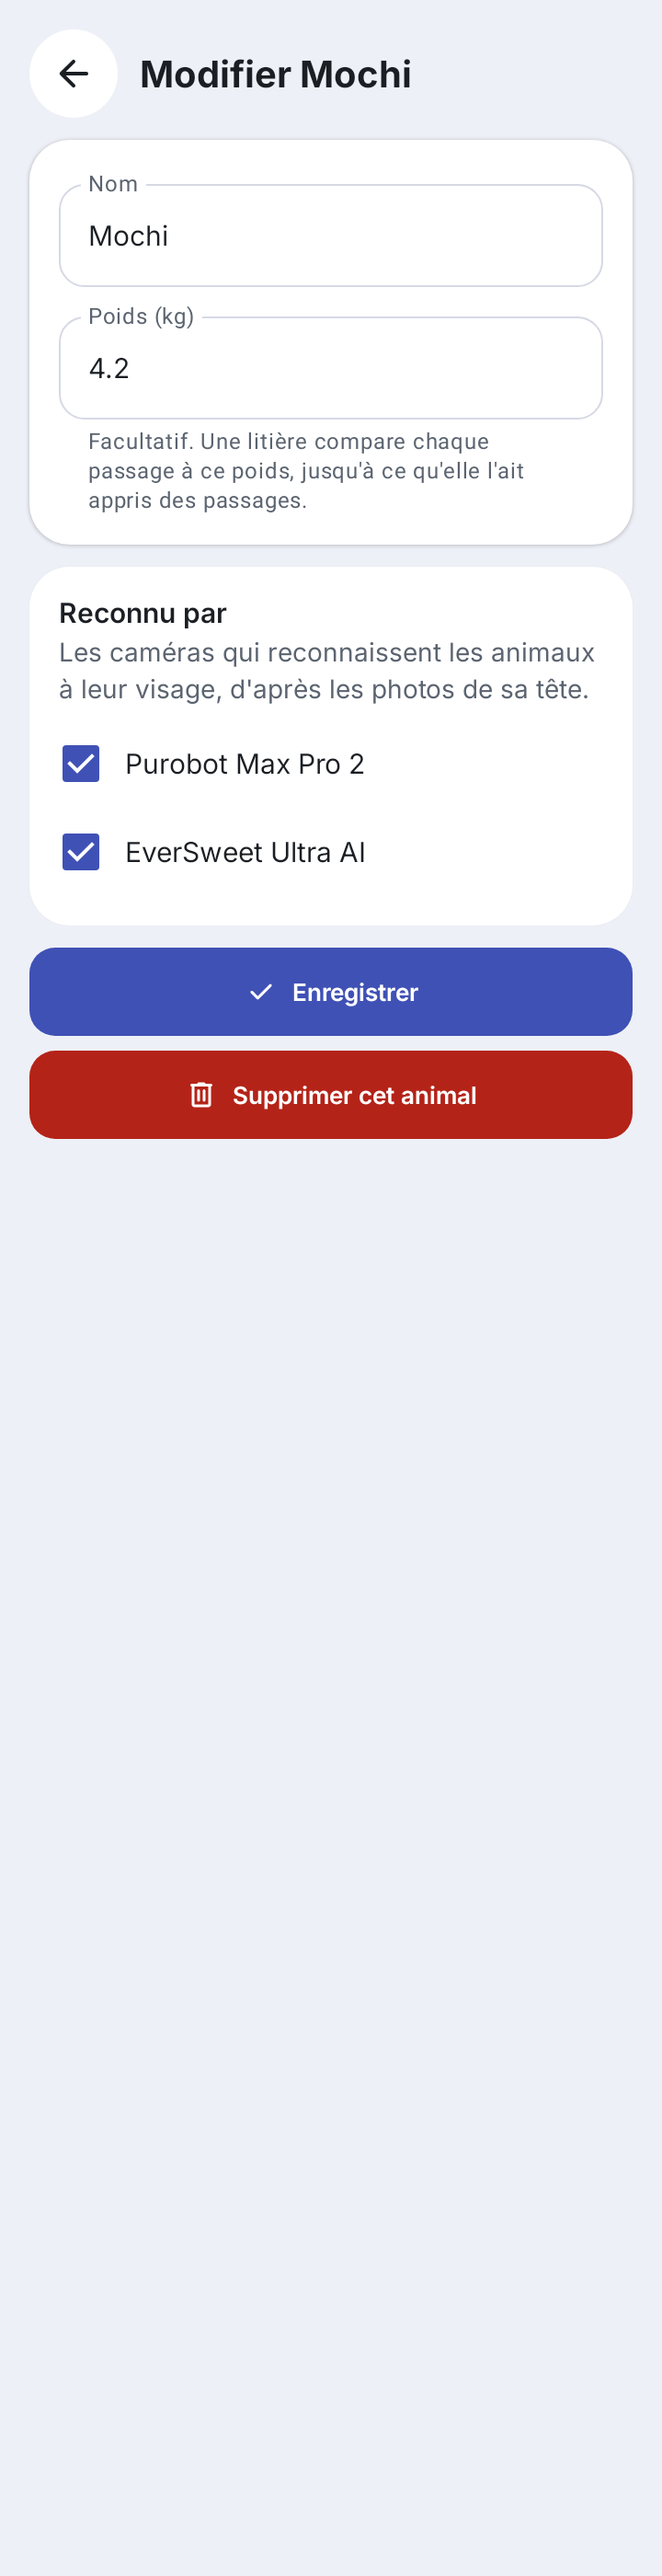 Modifier Mochi
Nom
Mochi
Poids (kg)
4.2
Facultatif. Une litière compare chaque
passage à ce poids, jusqu'à ce qu'elle l'ait
appris des passages.
Reconnu par
Les caméras qui reconnaissent les animaux
à leur visage, d'après les photos de sa tête.
Purobot Max Pro 2
EverSweet Ultra AI
Enregistrer
Supprimer cet animal